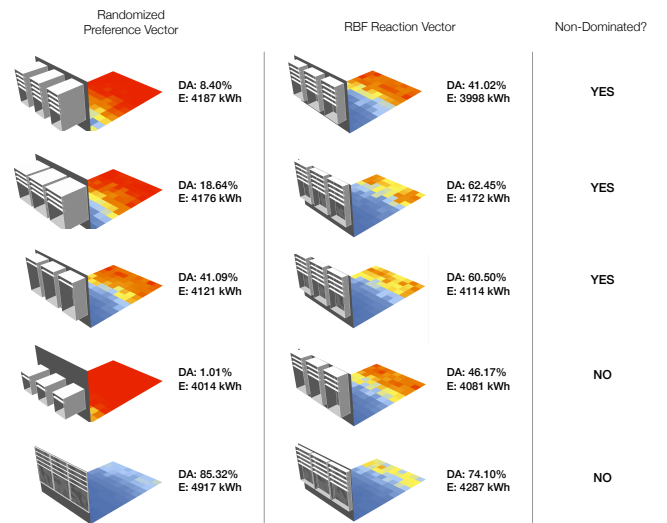 Randomized
Preference Vector
RBF Reaction Vector
Non-Dominated?
DA: 8.40%
E: 4187 kWh
DA: 41.02%
E: 3998 kWh
YES
DA: 18.64%
E: 4176 kWh
DA: 62.45%
E: 4172 kWh
YES
DA: 41.09%
E: 4121 kWh
DA: 60.50%
E: 4114 kWh
YES
DA: 1.01%
E: 4014 kWh
DA: 46.17%
E: 4081 kWh
NO
DA: 85.32%
E: 4917 kWh
DA: 74.10%
E: 4287 kWh
NO